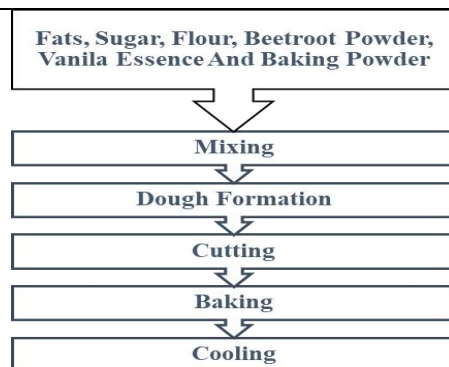 Fats, Sugar, Flour, Beetroot Powder,
Vanila Essence And Baking Powder
Mixing
Dough Formation
Cutting
Baking
Cooling